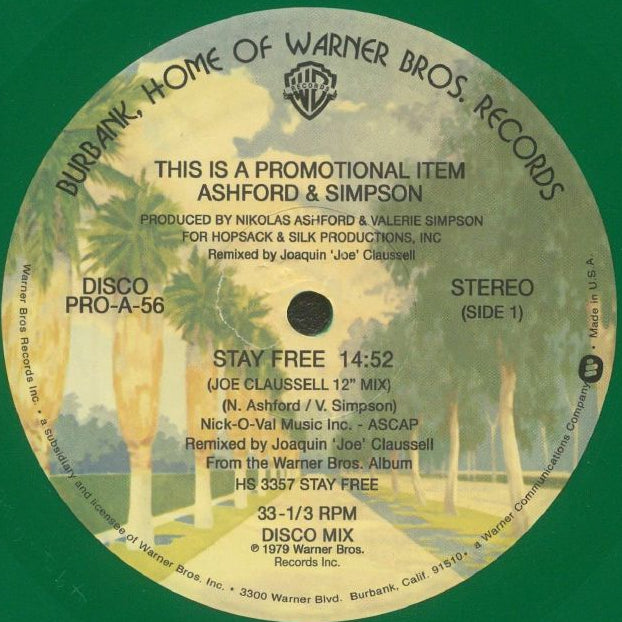 BURBANK, HOME OF WARNER BROS. RECORDS
WB
RECORDS
THIS IS A PROMOTIONAL ITEM
ASHFORD & SIMPSON
PRODUCED BY NIKOLAS ASHFORD & VALERIE SIMPSON
FOR HOPSACK & SILK PRODUCTIONS, INC
Remixed by Joaquin 'Joe' Claussell
DISCO
PRO-A-56
STEREO
(SIDE 1)
STAY FREE 14:52
(JOE CLAUSSELL 12" MIX)
(N. Ashford / V. Simpson)
Nick-O-Val Music Inc. - ASCAP
Remixed by Joaquin 'Joe' Claussell
From the Warner Bros. Album
HS 3357 STAY FREE
33-1/3 RPM
DISCO MIX
℗ 1979 Warner Bros.
Records Inc.
Warner Bros Records Inc. • a subsidiary and licensee of Warner Bros. Inc. • 3300 Warner Blvd. Burbank, Calif. 91510 • a Warner Communications Company • Made in U.S.A.